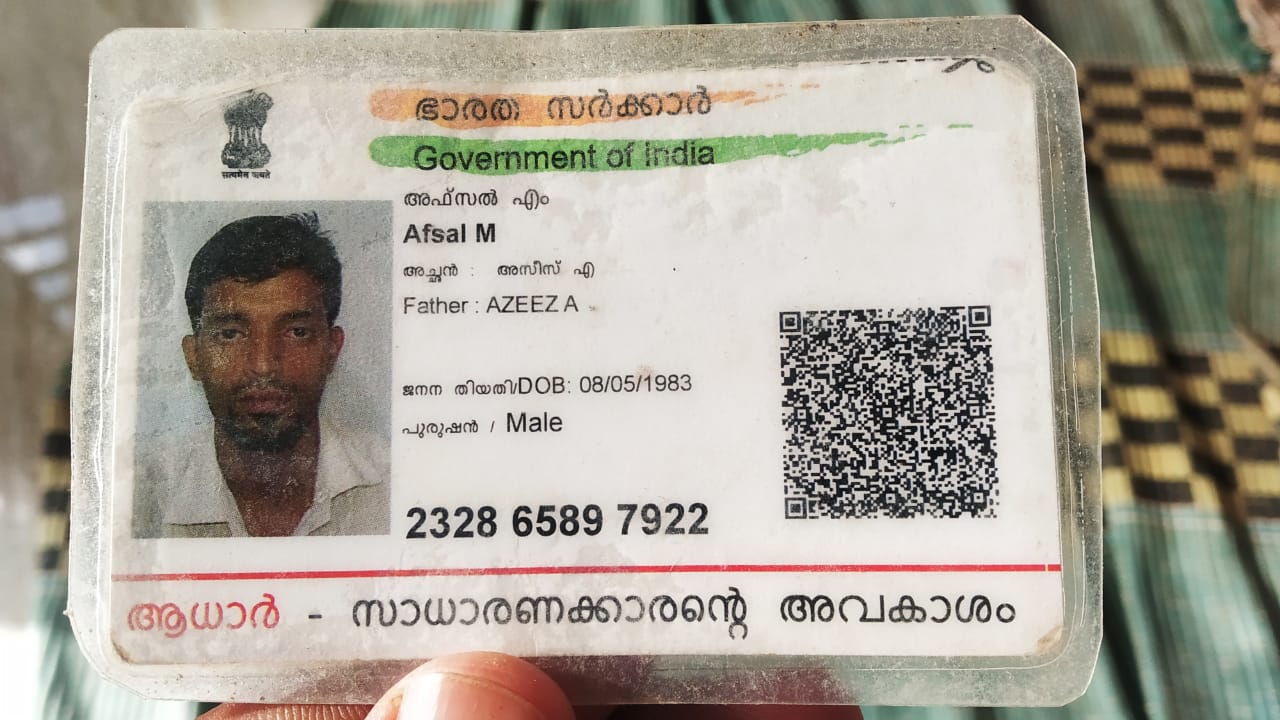 ഭാരത സർക്കാർ
Government of India
सत्यमेव जयते
അഫ്സൽ എം
Afsal M
അച്ഛൻ : അസീസ് എ
Father : AZEEZ A
ജനന തിയതി/DOB: 08/05/1983
പുരുഷൻ / Male
2328 6589 7922
ആധാർ - സാധാരണക്കാരന്റെ അവകാശം